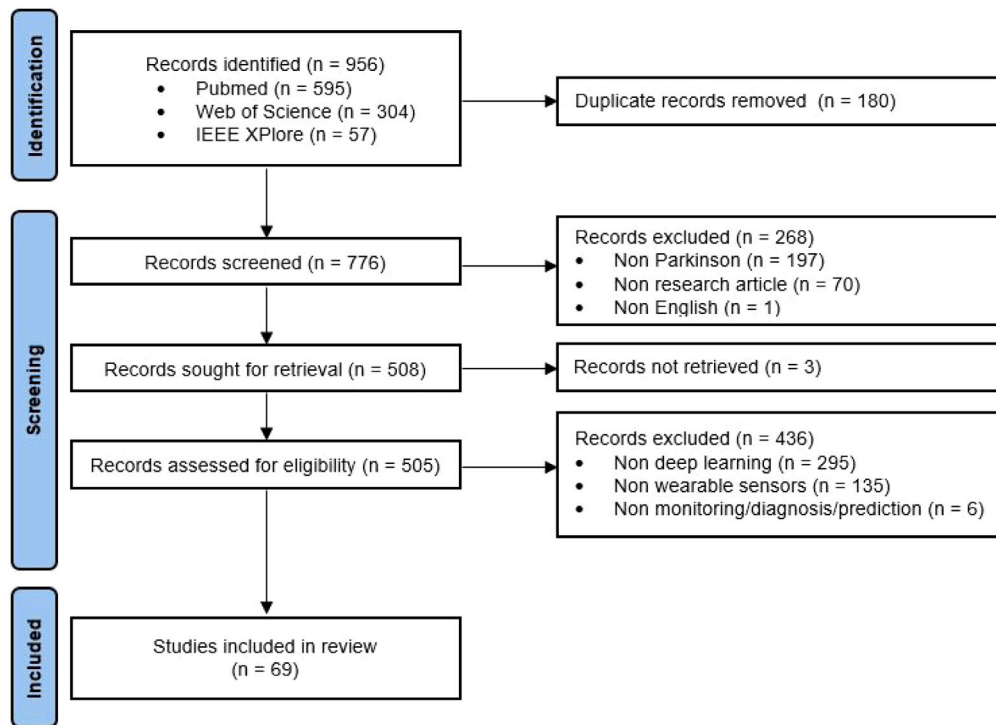 Identification
Records identified (n = 956)
• Pubmed (n = 595)
• Web of Science (n = 304)
• IEEE XPlore (n = 57)
Duplicate records removed (n = 180)
Screening
Records screened (n = 776)
Records excluded (n = 268)
• Non Parkinson (n = 197)
• Non research article (n = 70)
• Non English (n = 1)
Records sought for retrieval (n = 508)
Records not retrieved (n = 3)
Records assessed for eligibility (n = 505)
Records excluded (n = 436)
• Non deep learning (n = 295)
• Non wearable sensors (n = 135)
• Non monitoring/diagnosis/prediction (n = 6)
Included
Studies included in review
(n = 69)